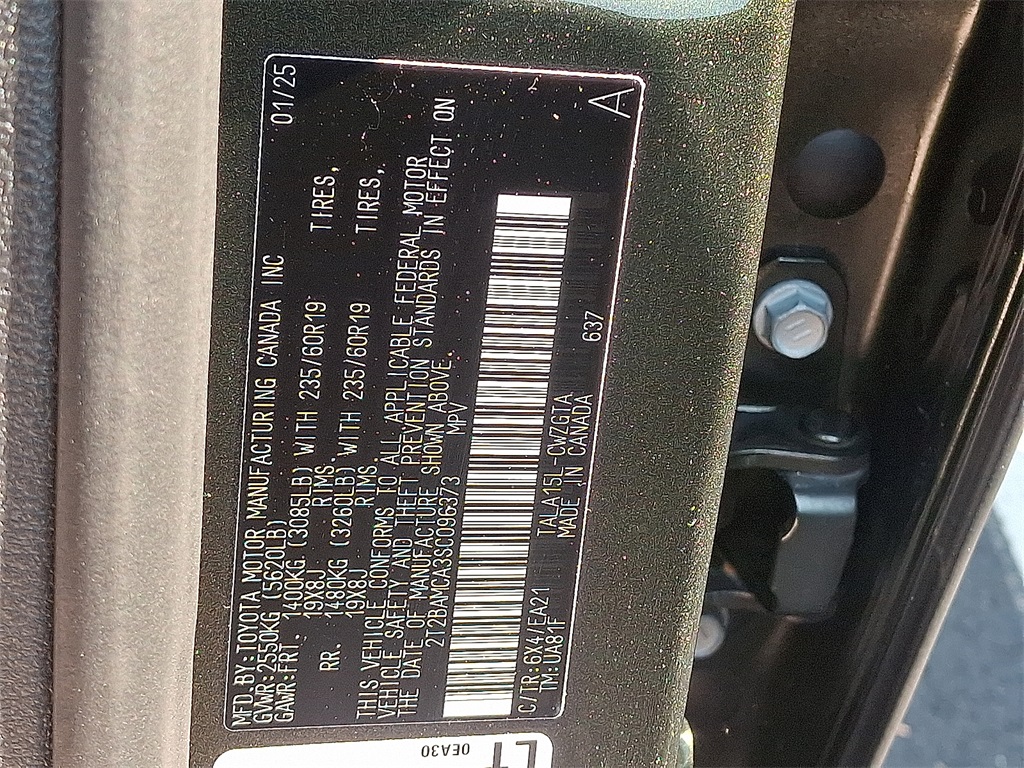 MFD.BY:TOYOTA MOTOR MANUFACTURING CANADA INC 01/25
GVWR:2550KG (5620LB)
GAWR:FRT. 1400KG (3085LB) WITH 235/60R19 TIRES,
19X8J RIMS,
RR. 1480KG (3260LB) WITH 235/60R19 TIRES,
19X8J RIMS.
THIS VEHICLE CONFORMS TO ALL APPLICABLE FEDERAL MOTOR
VEHICLE SAFETY AND THEFT PREVENTION STANDARDS IN EFFECT ON
THE DATE OF MANUFACTURE SHOWN ABOVE.
2T2BAMCA3SC096373 MPV
C/TR:6X4/EA21 TALA15L-CWZGTA 637 A
TM:UA81F MADE IN CANADA
0EA30